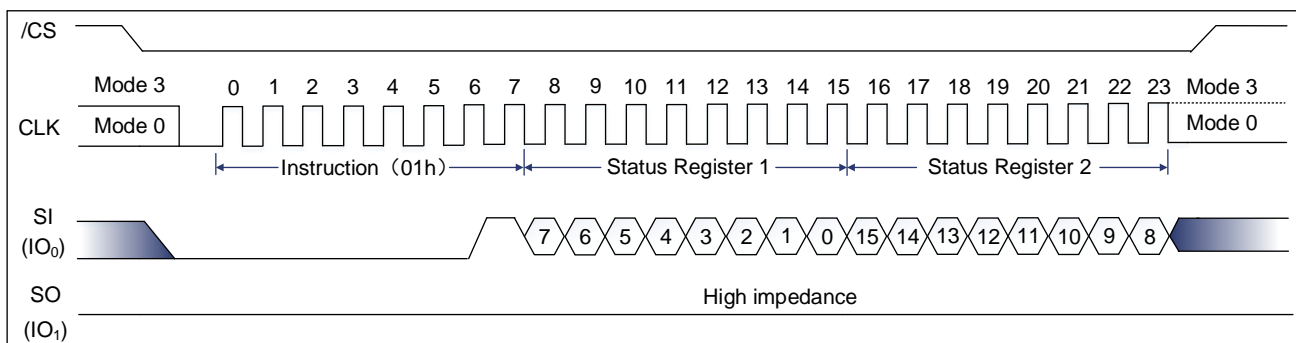 /CS
Mode 3 0 1 2 3 4 5 6 7 8 9 10 11 12 13 14 15 16 17 18 19 20 21 22 23 Mode 3
CLK Mode 0 Mode 0
Instruction（01h） Status Register 1 Status Register 2
SI
(IO₀) 7 6 5 4 3 2 1 0 15 14 13 12 11 10 9 8
SO High impedance
(IO₁)